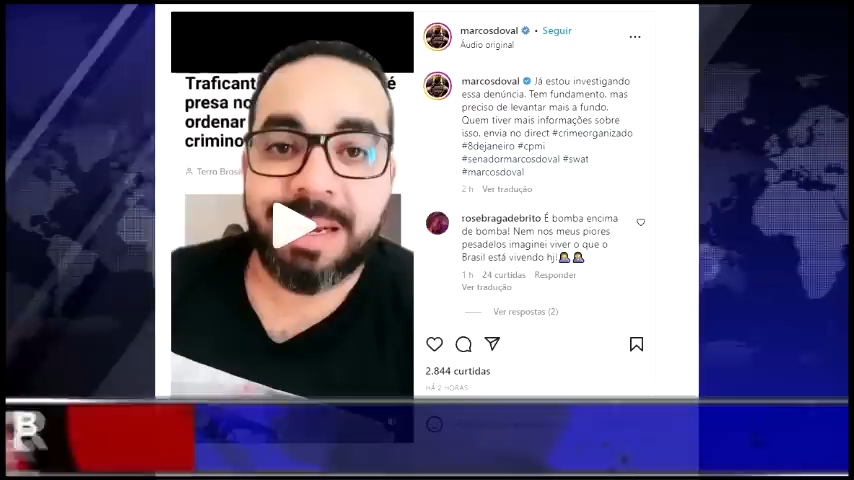 Traficant é
presa no
ordenar
crimino
Terra Brasil
marcosdoval • Seguir
Áudio original
marcosdoval Já estou investigando
essa denúncia. Tem fundamento, mas
preciso de levantar mais a fundo.
Quem tiver mais informações sobre
isso, envia no direct #crimeorganizado
#8dejaneiro #cpmi
#senadormarcosdoval #swat
#marcosdoval
2 h Ver tradução
rosebragadebrito É bomba encima
de bomba! Nem nos meus piores
pesadelos imaginei viver o que o
Brasil está vivendo hj!🤦‍♀️🤦‍♀️
1 h 24 curtidas Responder
Ver tradução
Ver respostas (2)
2.844 curtidas
HÁ 2 HORAS
B
R